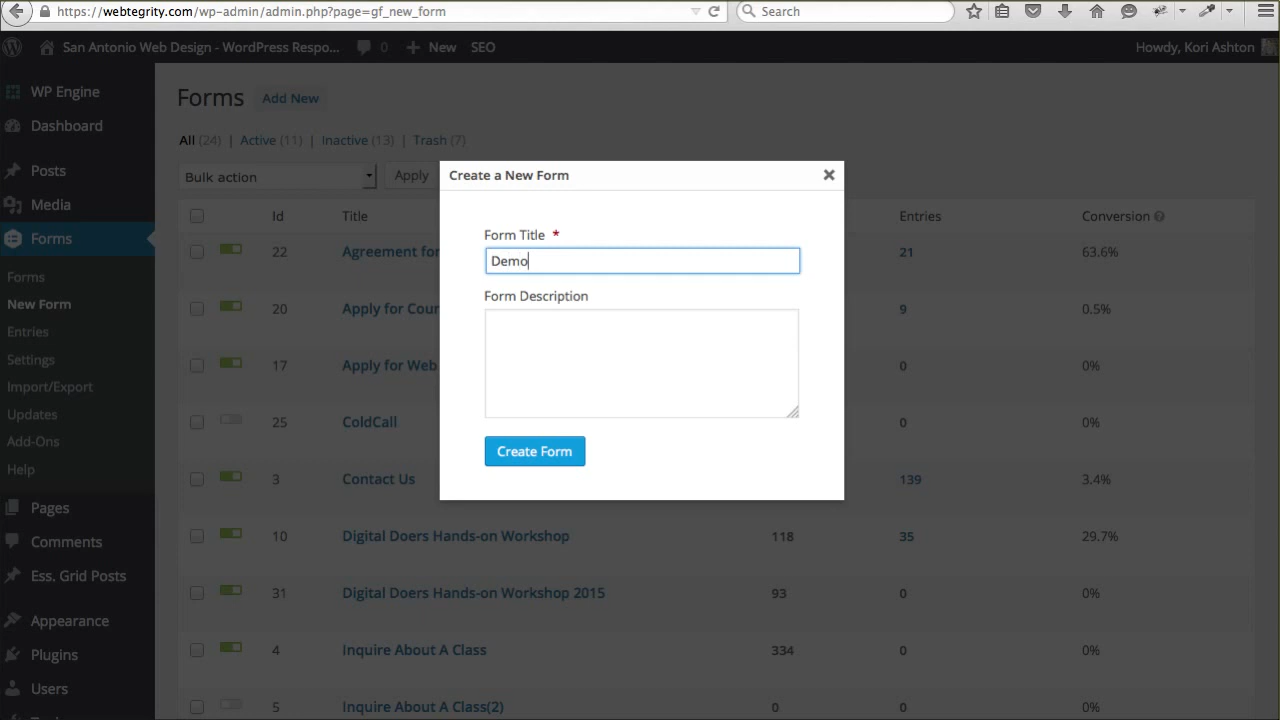 https://webtegrity.com/wp-admin/admin.php?page=gf_new_form
Search
San Antonio Web Design - WordPress Respo...
0
New
SEO
Howdy, Kori Ashton
WP Engine
Dashboard
Posts
Media
Forms
Forms
New Form
Entries
Settings
Import/Export
Updates
Add-Ons
Help
Pages
Comments
Ess. Grid Posts
Appearance
Plugins
Users
Forms
Add New
All (24) | Active (11) | Inactive (13) | Trash (7)
Bulk action
Apply
Id Title Entries Conversion
22 Agreement for 21 63.6%
20 Apply for Cour 9 0.5%
17 Apply for Web 0 0%
25 ColdCall 0 0%
3 Contact Us 139 3.4%
10 Digital Doers Hands-on Workshop 118 35 29.7%
31 Digital Doers Hands-on Workshop 2015 93 0 0%
4 Inquire About A Class 334 0 0%
5 Inquire About A Class(2) 0 0 0%
Create a New Form
Form Title *
Demo
Form Description
Create Form